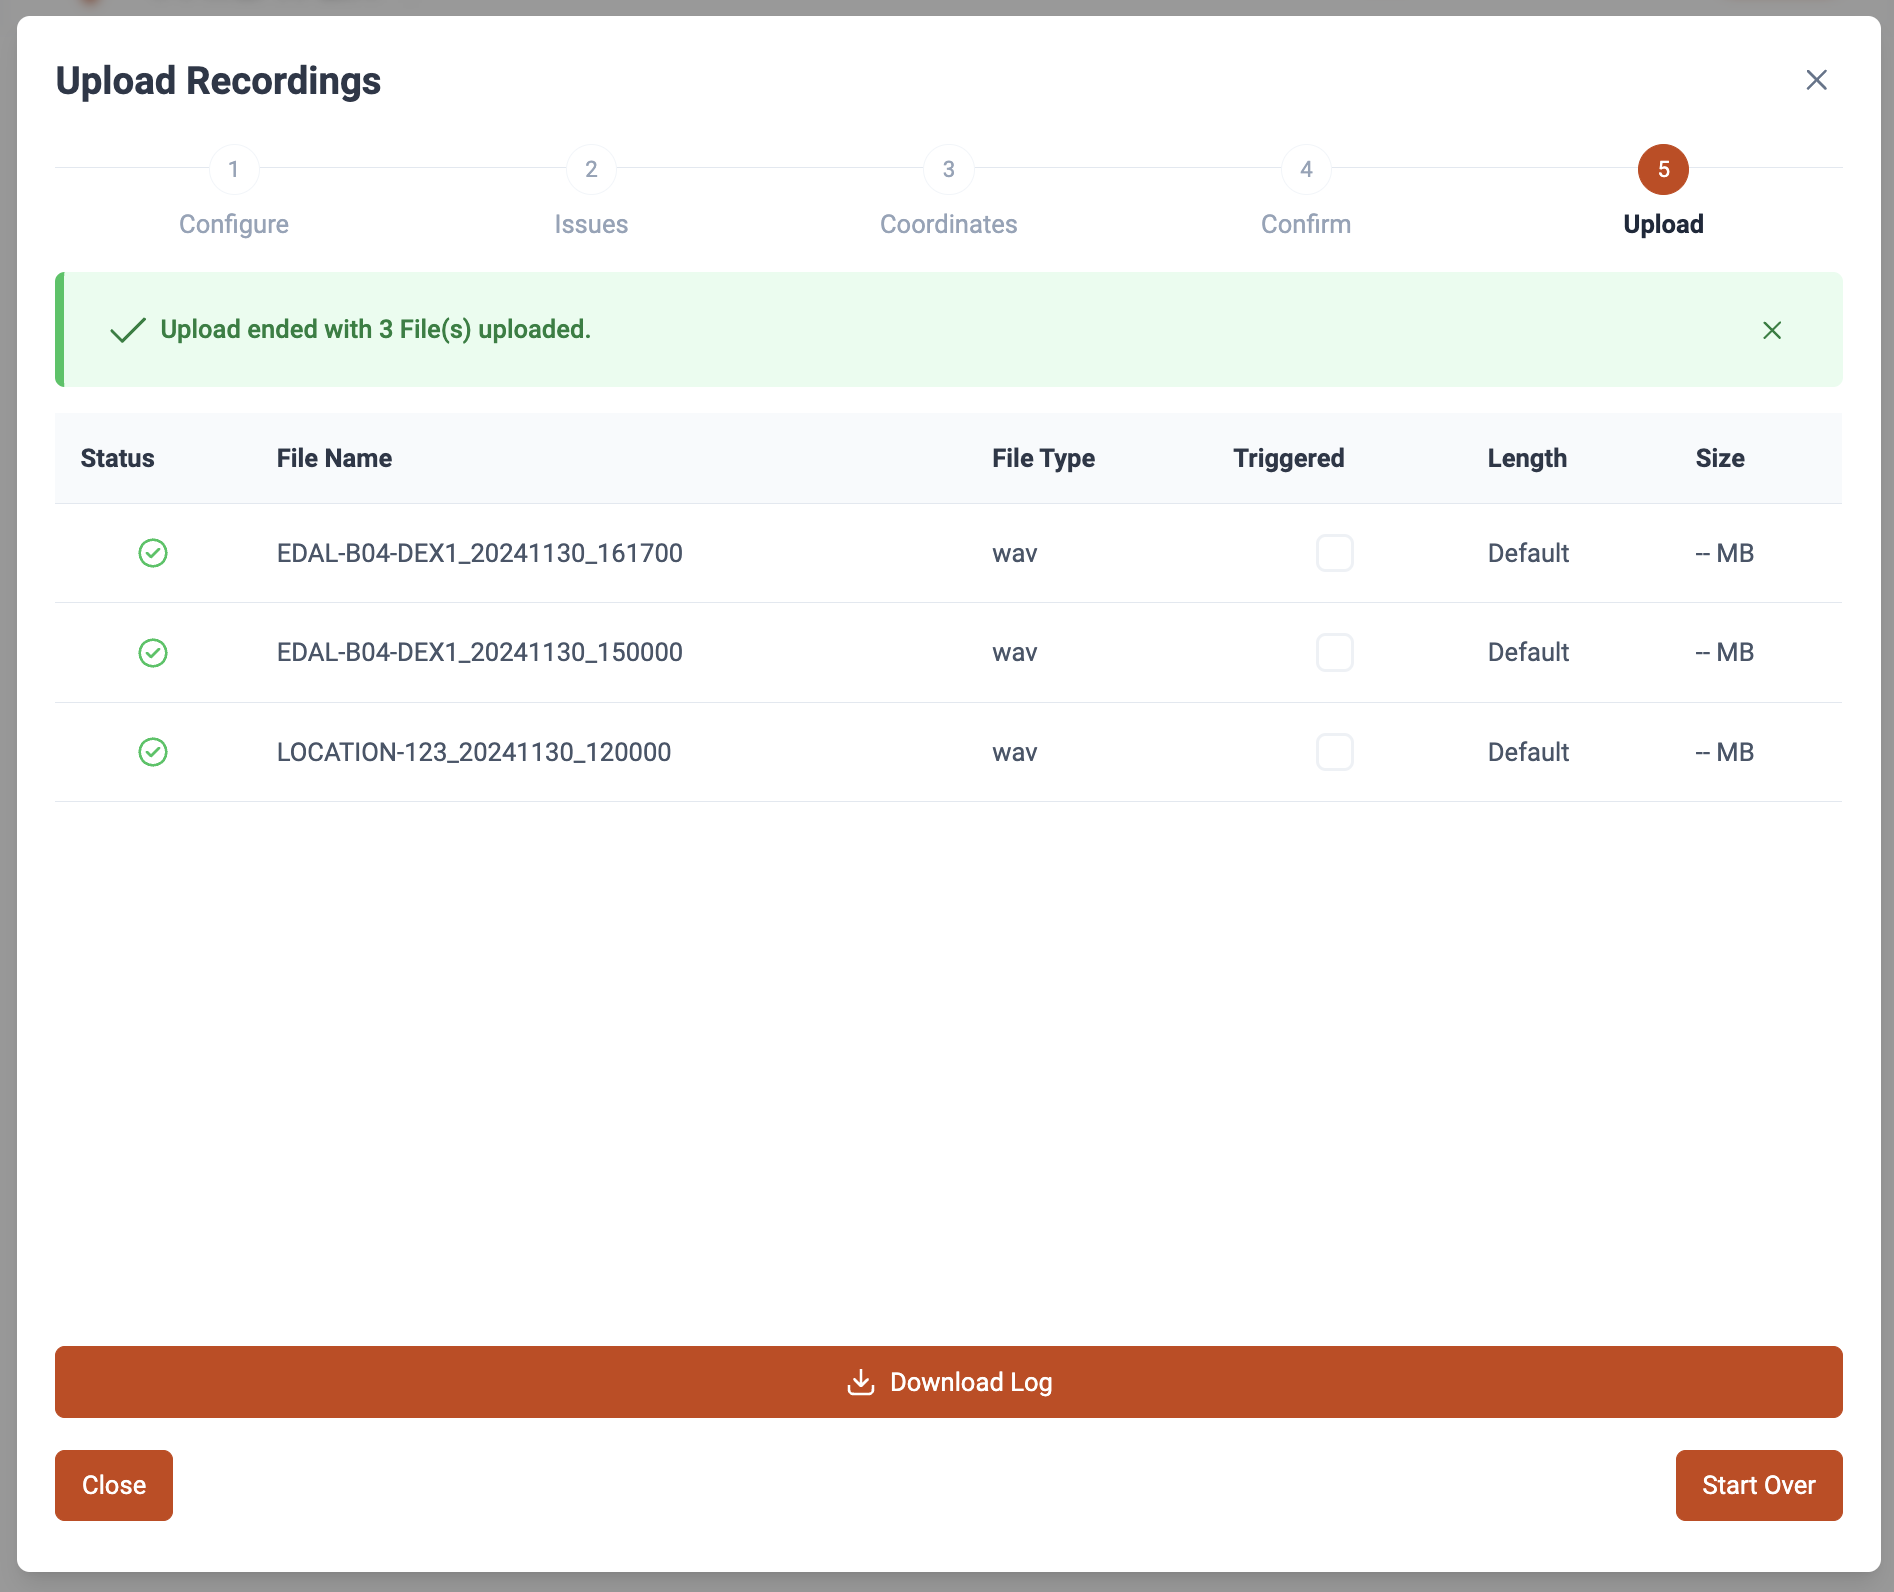 Upload Recordings
1 2 3 4 5
Configure Issues Coordinates Confirm Upload
Upload ended with 3 File(s) uploaded.
Status File Name File Type Triggered Length Size
EDAL-B04-DEX1_20241130_161700 wav Default -- MB
EDAL-B04-DEX1_20241130_150000 wav Default -- MB
LOCATION-123_20241130_120000 wav Default -- MB
Download Log
Close Start Over